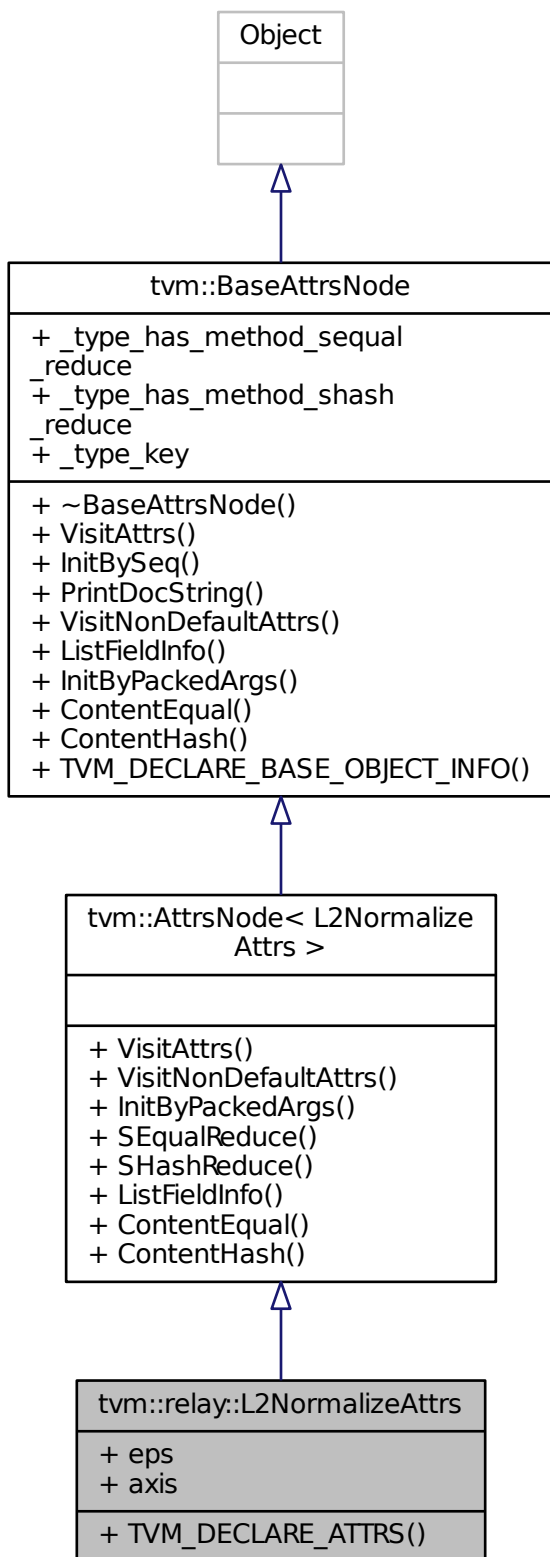 Object
tvm::BaseAttrsNode
+ _type_has_method_sequal
_reduce
+ _type_has_method_shash
_reduce
+ _type_key
+ ~BaseAttrsNode()
+ VisitAttrs()
+ InitBySeq()
+ PrintDocString()
+ VisitNonDefaultAttrs()
+ ListFieldInfo()
+ InitByPackedArgs()
+ ContentEqual()
+ ContentHash()
+ TVM_DECLARE_BASE_OBJECT_INFO()
tvm::AttrsNode< L2Normalize
Attrs >
+ VisitAttrs()
+ VisitNonDefaultAttrs()
+ InitByPackedArgs()
+ SEqualReduce()
+ SHashReduce()
+ ListFieldInfo()
+ ContentEqual()
+ ContentHash()
tvm::relay::L2NormalizeAttrs
+ eps
+ axis
+ TVM_DECLARE_ATTRS()